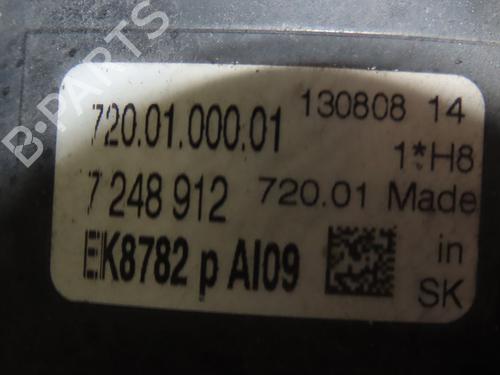 B-PARTS
720.01.000.01 130808 14
1*H8
7 248 912 720.01 Made
EK8782 p AI09 in
SK